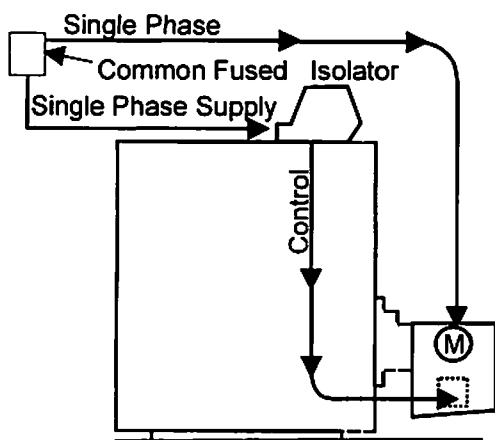 Single Phase
Common Fused Isolator
Single Phase Supply
Control
M